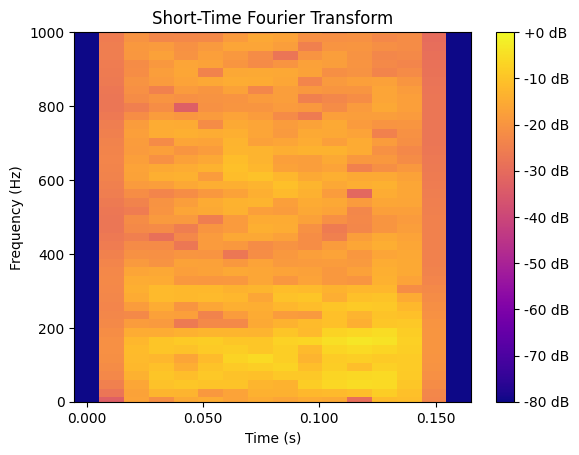 Short-Time Fourier Transform
1000
800
600
400
200
0
Frequency (Hz)
0.000
0.050
0.100
0.150
Time (s)
+0 dB
-10 dB
-20 dB
-30 dB
-40 dB
-50 dB
-60 dB
-70 dB
-80 dB